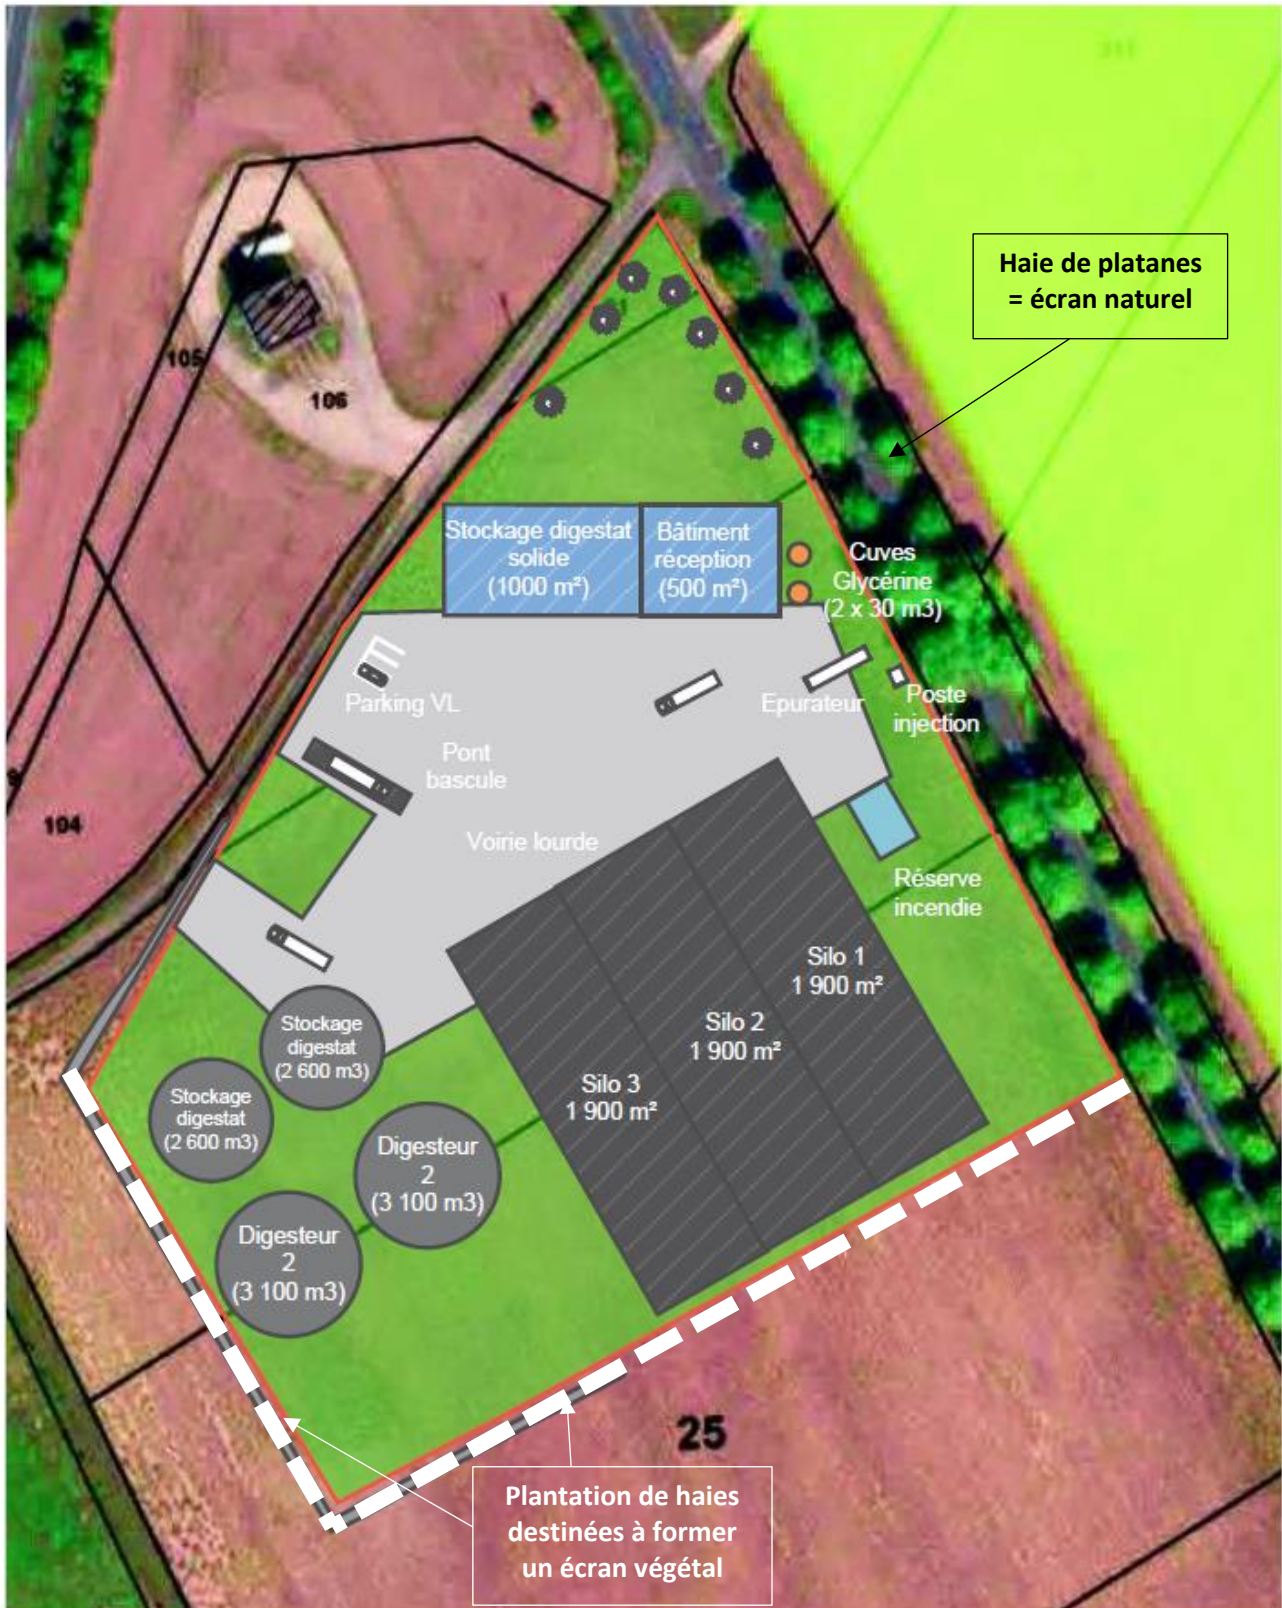 Haie de platanes
= écran naturel
105
106
Stockage digestat
solide
(1000 m²)
Bâtiment
réception
(500 m²)
Cuves
Glycérine
(2 x 30 m3)
Parking VL
Epurateur
Poste
injection
Pont
bascule
104
Voirie lourde
Réserve
incendie
Silo 1
1 900 m²
Silo 2
1 900 m²
Silo 3
1 900 m²
Stockage
digestat
(2 600 m3)
Stockage
digestat
(2 600 m3)
Digesteur
2
(3 100 m3)
Digesteur
2
(3 100 m3)
25
Plantation de haies
destinées à former
un écran végétal